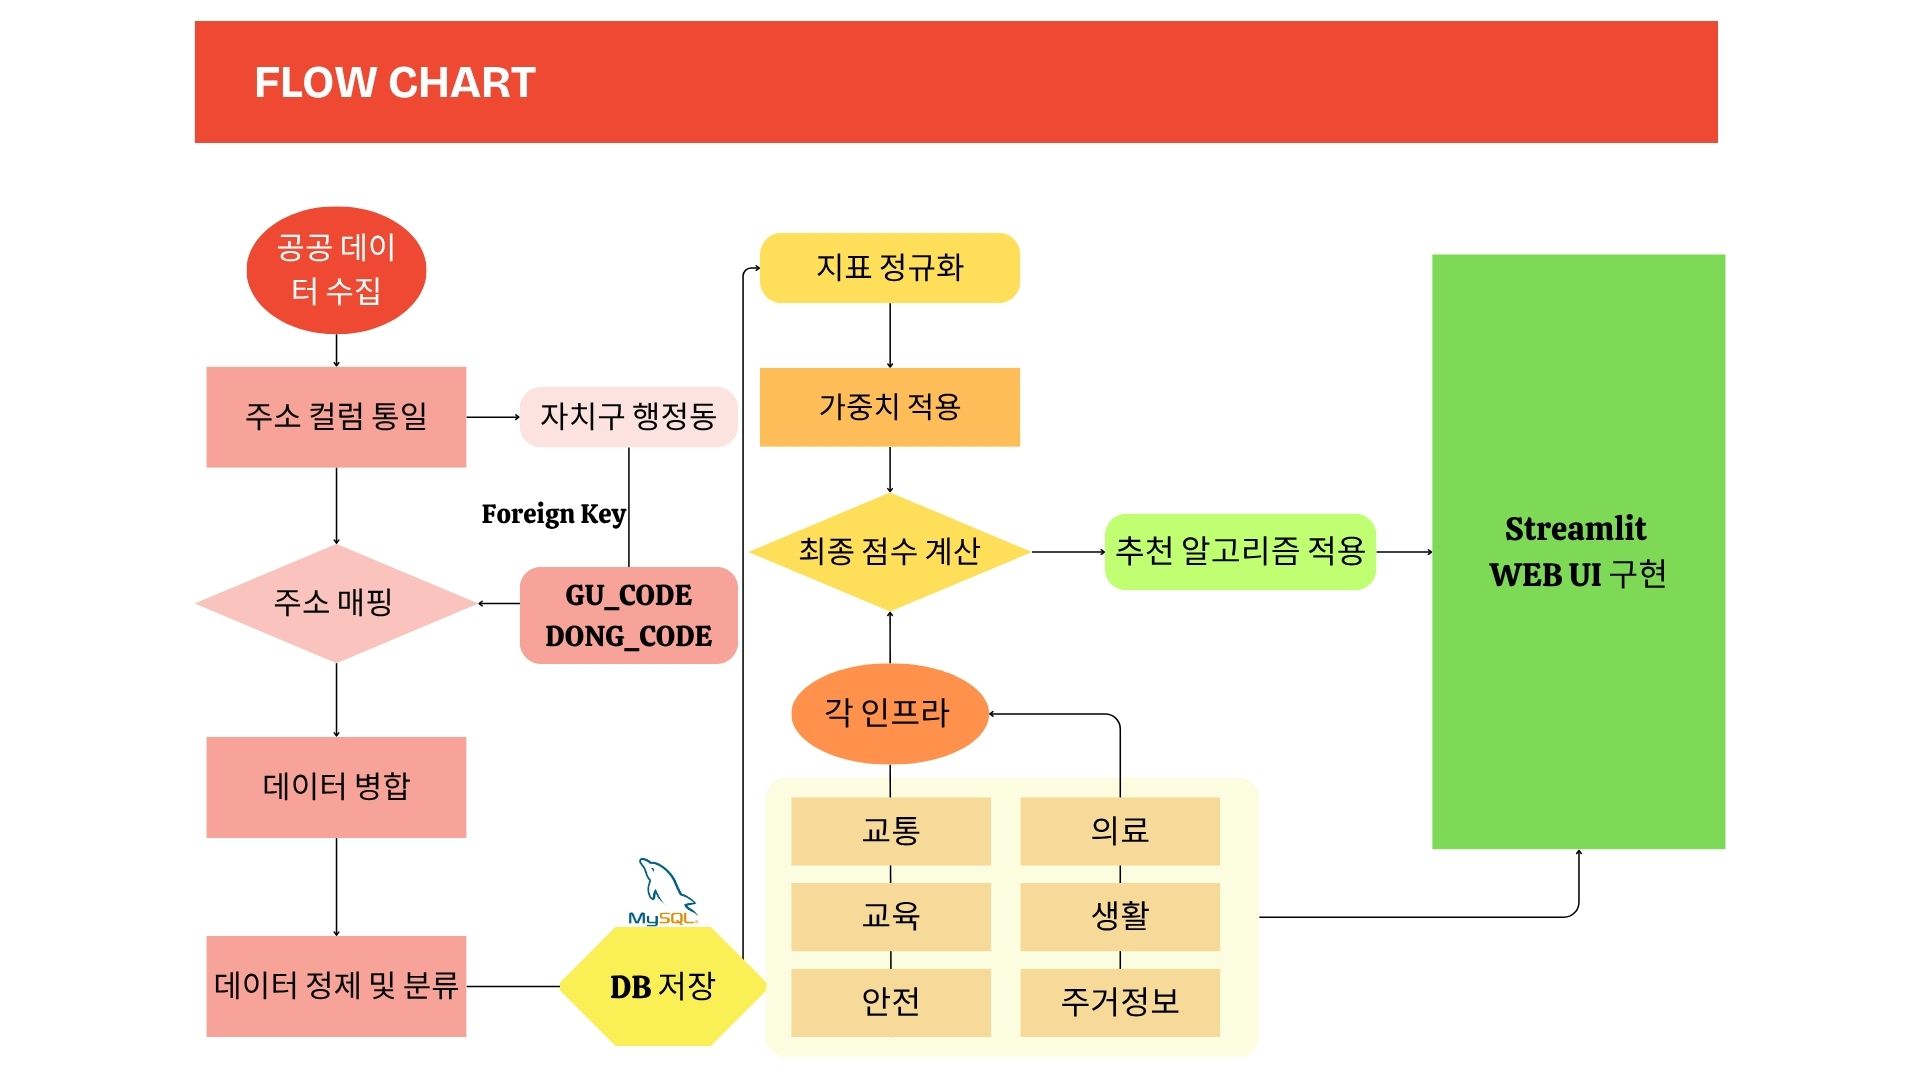 FLOW CHART
공공 데이
터 수집
주소 컬럼 통일
자치구 행정동
Foreign Key
GU_CODE
DONG_CODE
주소 매핑
데이터 병합
데이터 정제 및 분류
MySQL®
DB 저장
지표 정규화
가중치 적용
최종 점수 계산
추천 알고리즘 적용
각 인프라
교통
의료
교육
생활
안전
주거정보
Streamlit
WEB UI 구현